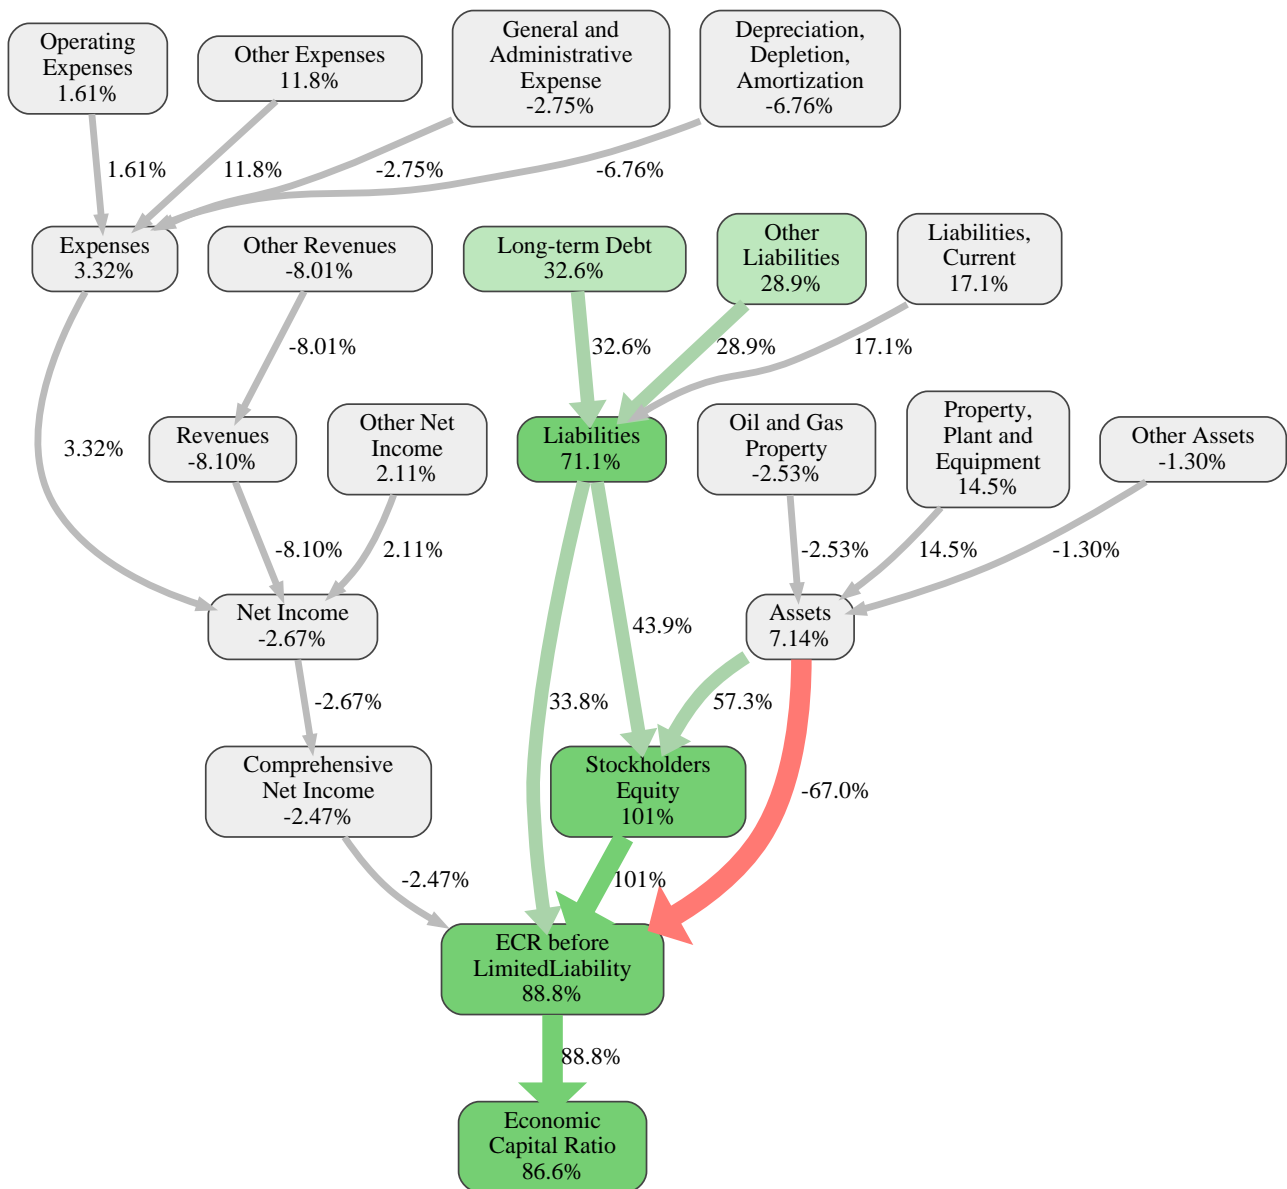 Operating
Expenses
1.61%
Other Expenses
11.8%
General and
Administrative
Expense
-2.75%
Depreciation,
Depletion,
Amortization
-6.76%
1.61%
11.8%
-2.75%
-6.76%
Expenses
3.32%
Other Revenues
-8.01%
Long-term Debt
32.6%
Other
Liabilities
28.9%
Liabilities,
Current
17.1%
-8.01%
32.6%
28.9%
17.1%
3.32%
Revenues
-8.10%
Other Net
Income
2.11%
Liabilities
71.1%
Oil and Gas
Property
-2.53%
Property,
Plant and
Equipment
14.5%
Other Assets
-1.30%
-8.10%
2.11%
-2.53%
14.5%
-1.30%
Net Income
-2.67%
43.9%
Assets
7.14%
-2.67%
33.8%
57.3%
Comprehensive
Net Income
-2.47%
Stockholders
Equity
101%
-67.0%
-2.47%
101%
ECR before
LimitedLiability
88.8%
88.8%
Economic
Capital Ratio
86.6%